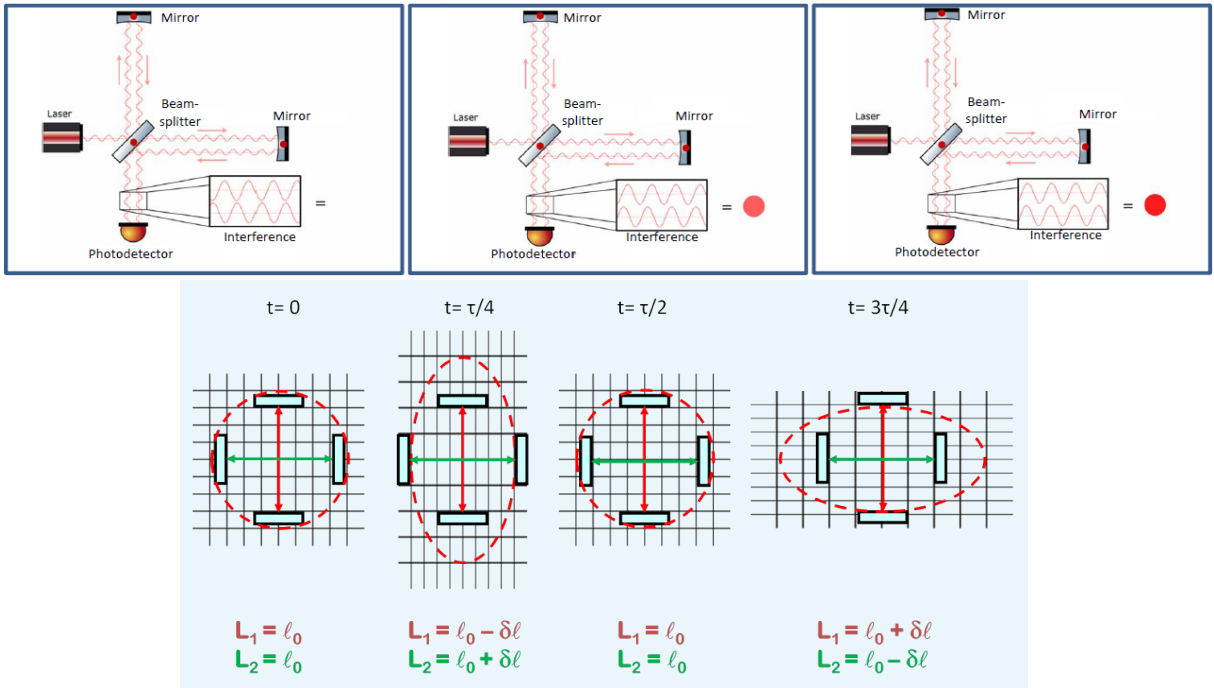 Mirror
Laser
Beam-
splitter
Mirror
=
Interference
Photodetector
Mirror
Laser
Beam-
splitter
Mirror
=
Interference
Photodetector
Mirror
Laser
Beam-
splitter
Mirror
=
Interference
Photodetector
t= 0
t= τ/4
t= τ/2
t= 3τ/4
L₁ = ℓ₀
L₂ = ℓ₀
L₁ = ℓ₀ – δℓ
L₂ = ℓ₀ + δℓ
L₁ = ℓ₀
L₂ = ℓ₀
L₁ = ℓ₀ + δℓ
L₂ = ℓ₀ – δℓ